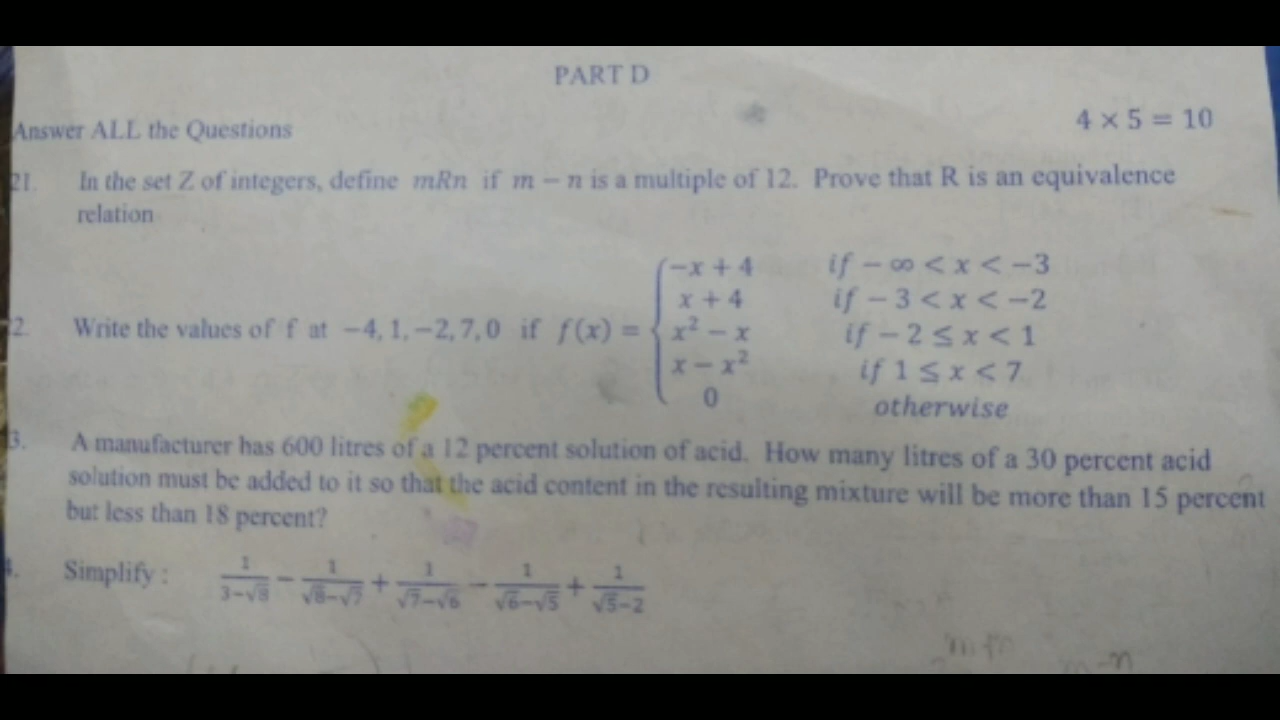 PART D
Answer ALL the Questions 4 × 5 = 10
21. In the set Z of integers, define mRn if m − n is a multiple of 12. Prove that R is an equivalence
relation
2. Write the values of f at −4, 1, −2, 7, 0 if f(x) = { −x + 4 if − ∞ < x < −3
x + 4 if − 3 < x < −2
x² − x if − 2 ≤ x < 1
x − x² if 1 ≤ x < 7
0 otherwise
3. A manufacturer has 600 litres of a 12 percent solution of acid. How many litres of a 30 percent acid
solution must be added to it so that the acid content in the resulting mixture will be more than 15 percent
but less than 18 percent?
4. Simplify : 1/(3−√8) − 1/(√8−√7) + 1/(√7−√6) − 1/(√6−√5) + 1/(√5−2)
m−n